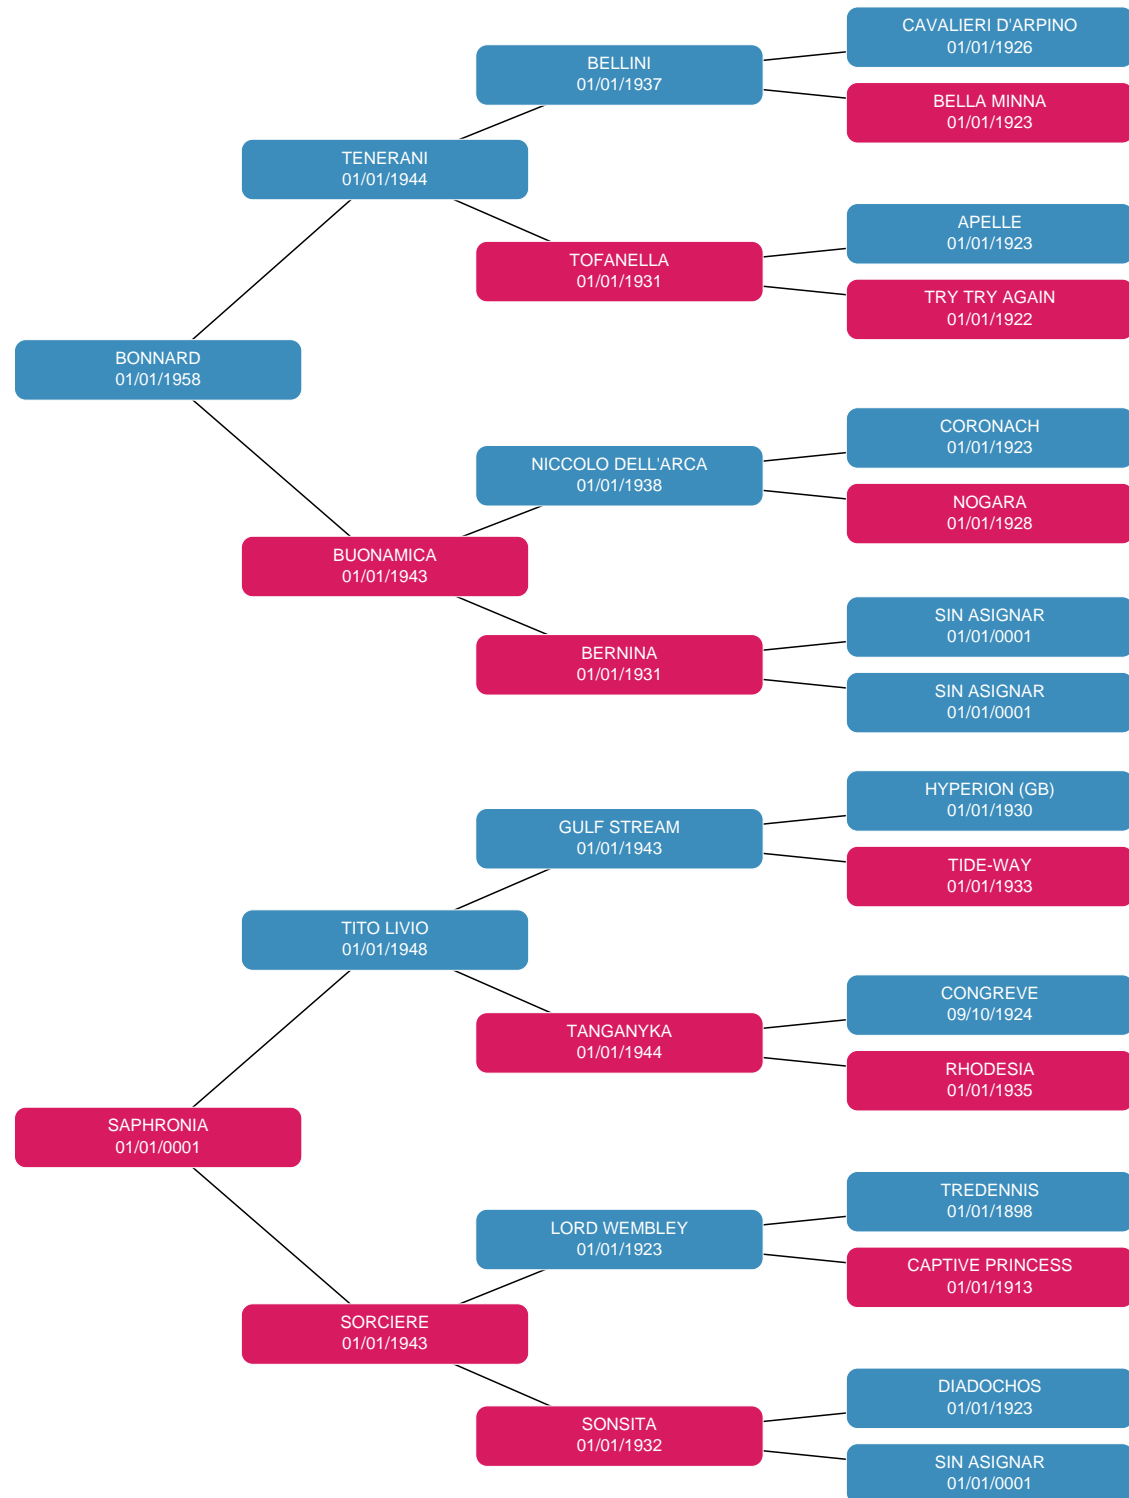 CAVALIERI D'ARPINO
01/01/1926
BELLINI
01/01/1937
BELLA MINNA
01/01/1923
TENERANI
01/01/1944
APELLE
01/01/1923
TOFANELLA
01/01/1931
TRY TRY AGAIN
01/01/1922
BONNARD
01/01/1958
CORONACH
01/01/1923
NICCOLO DELL'ARCA
01/01/1938
NOGARA
01/01/1928
BUONAMICA
01/01/1943
SIN ASIGNAR
01/01/0001
BERNINA
01/01/1931
SIN ASIGNAR
01/01/0001
HYPERION (GB)
01/01/1930
GULF STREAM
01/01/1943
TIDE-WAY
01/01/1933
TITO LIVIO
01/01/1948
CONGREVE
09/10/1924
TANGANYKA
01/01/1944
RHODESIA
01/01/1935
SAPHRONIA
01/01/0001
TREDENNIS
01/01/1898
LORD WEMBLEY
01/01/1923
CAPTIVE PRINCESS
01/01/1913
SORCIERE
01/01/1943
DIADOCHOS
01/01/1923
SONSITA
01/01/1932
SIN ASIGNAR
01/01/0001